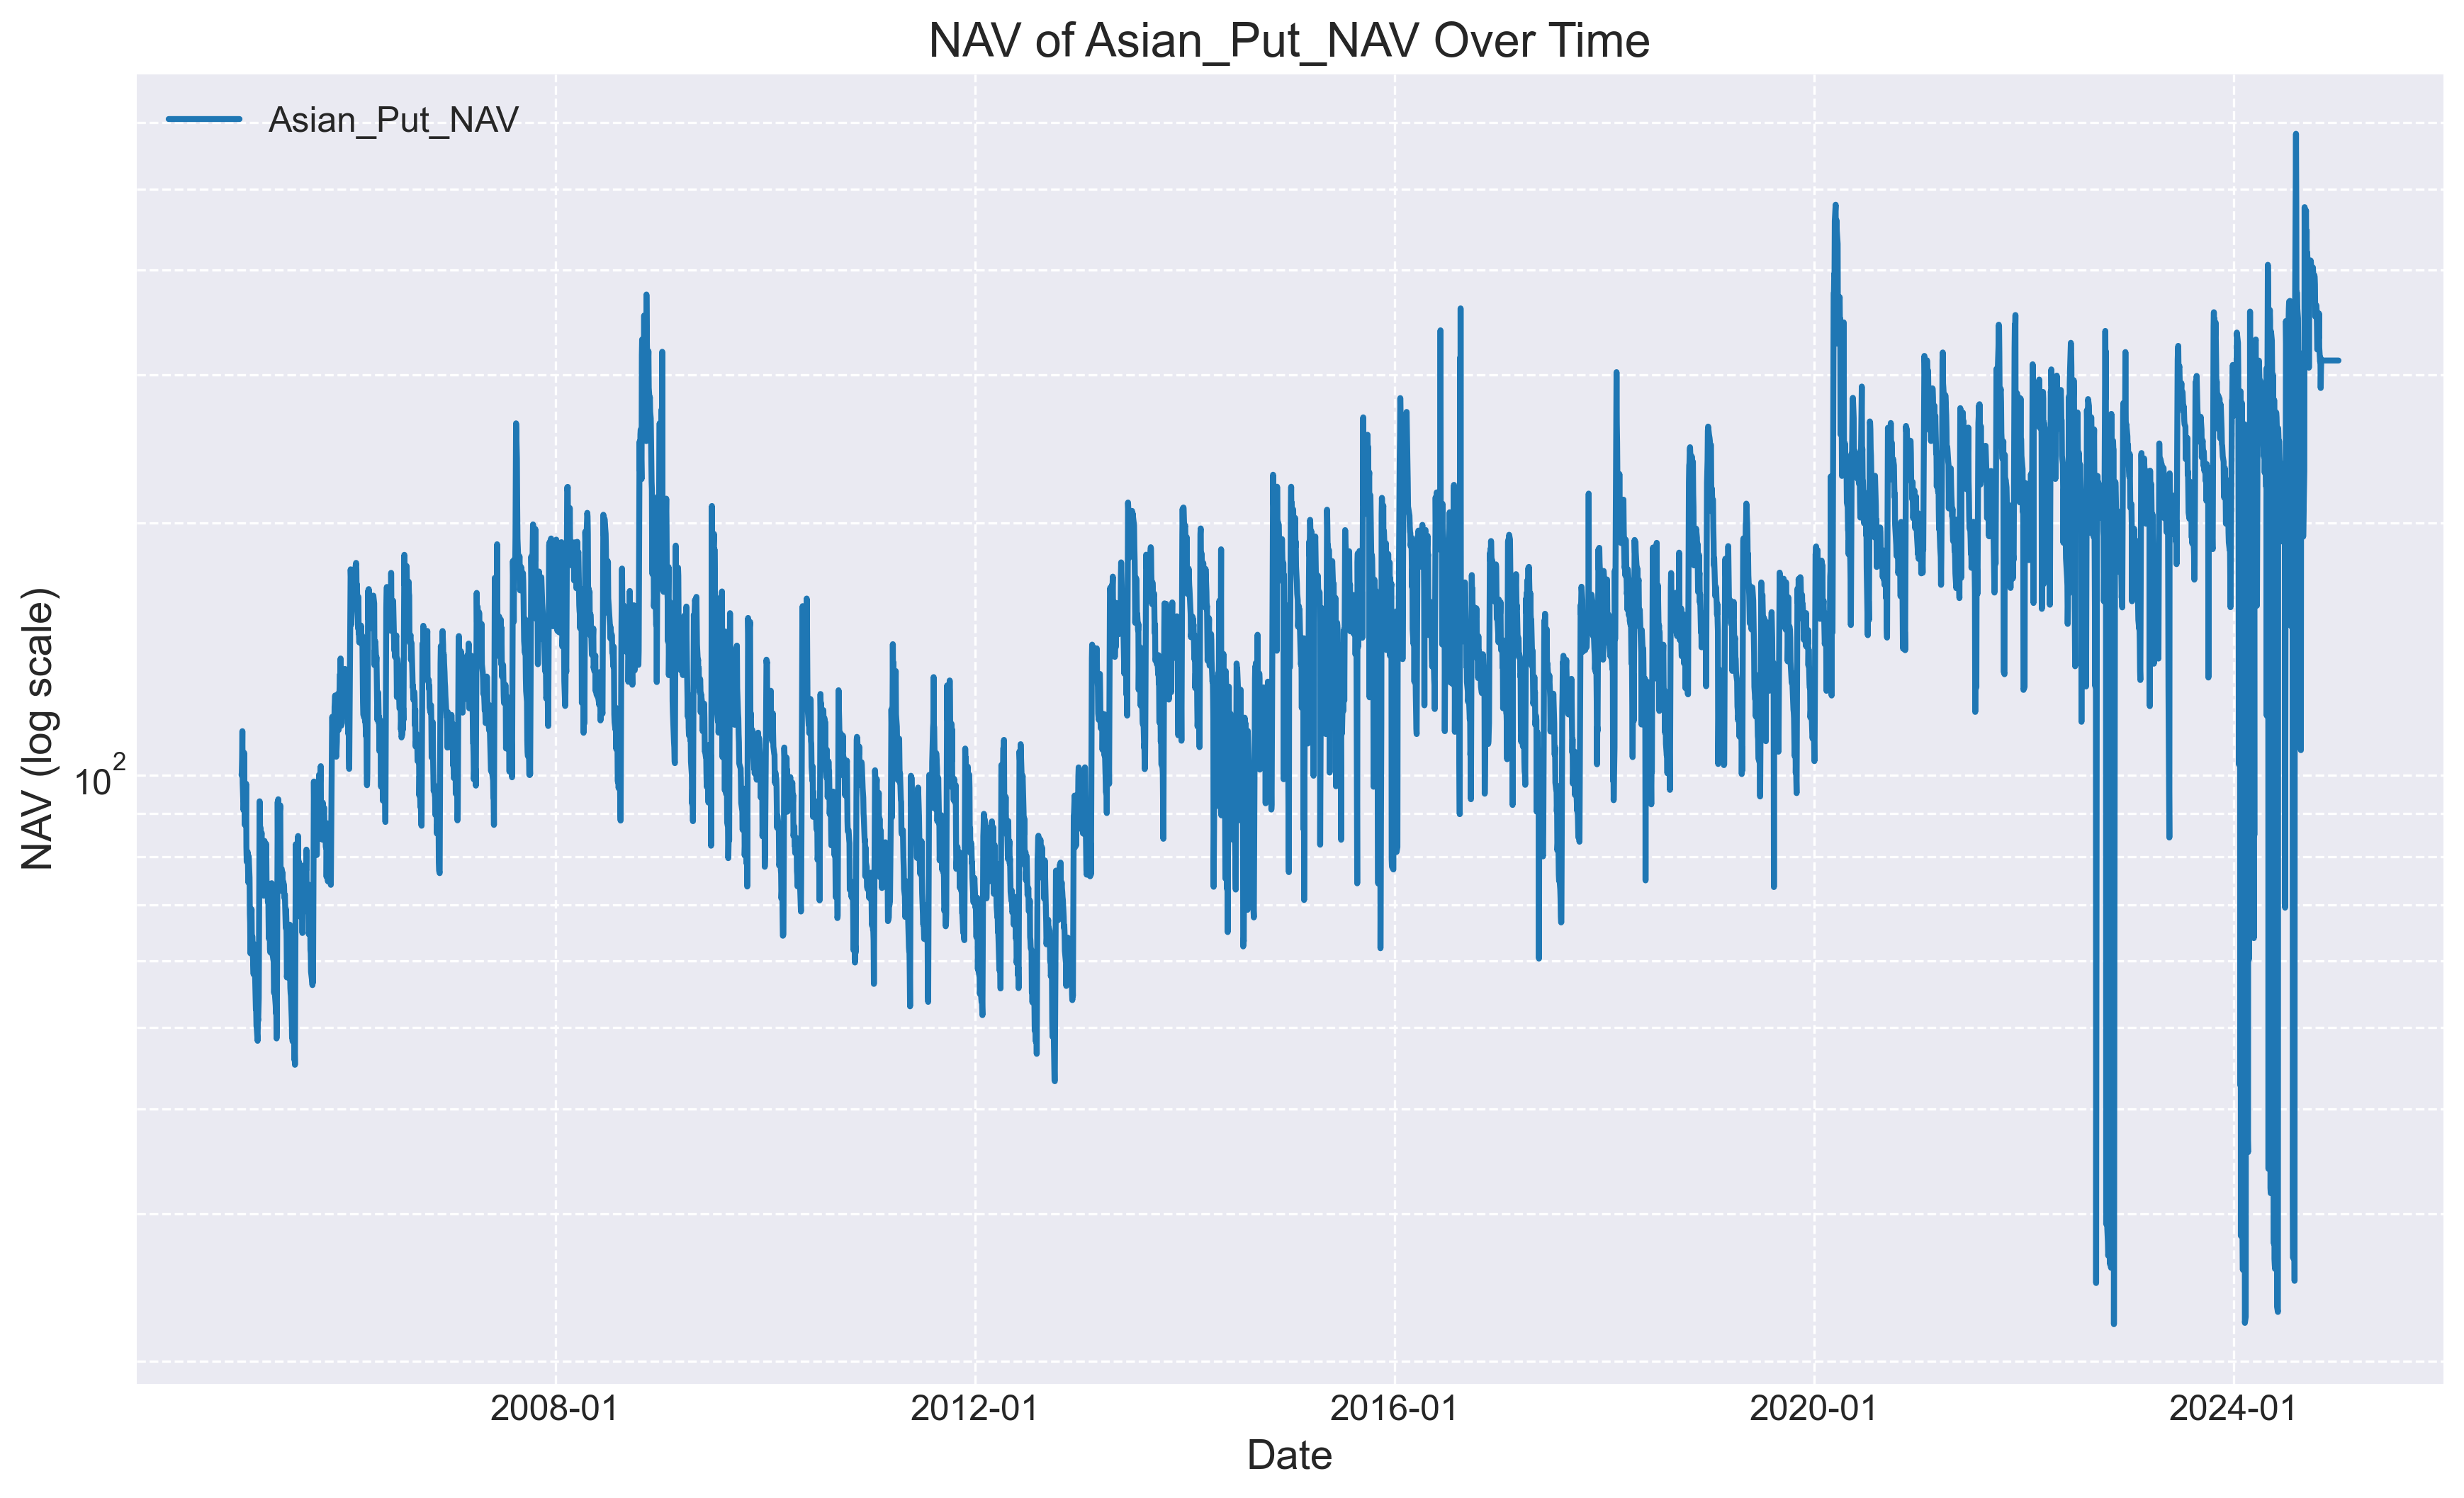 NAV of Asian_Put_NAV Over Time
Asian_Put_NAV
NAV (log scale)
10²
2008-01
2012-01
2016-01
2020-01
2024-01
Date